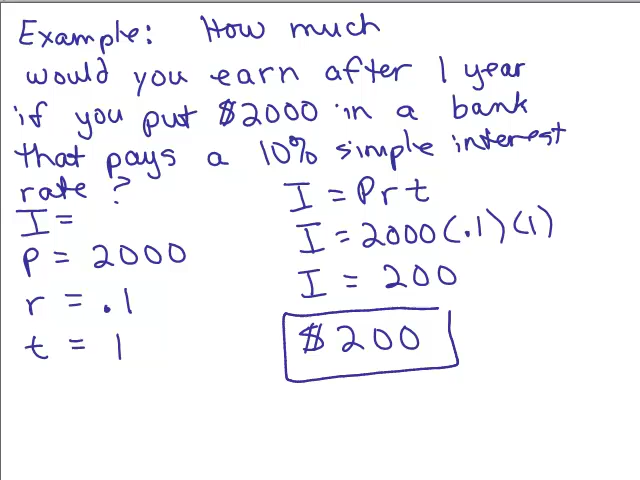 Example: How much
would you earn after 1 year
if you put $2000 in a bank
that pays a 10% simple interest
rate?
I =
P = 2000
r = .1
t = 1
I = Prt
I = 2000(.1)(1)
I = 200
$200